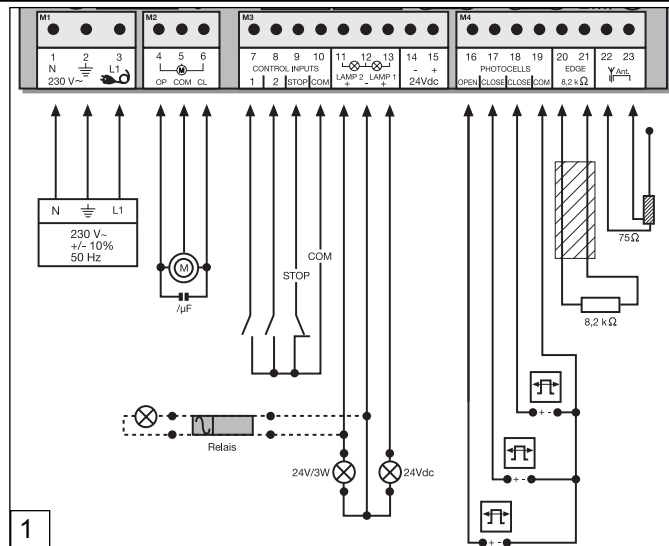 M1 M2 M3 M4
1 2 3 4 5 6 7 8 9 10 11 12 13 14 15 16 17 18 19 20 21 22 23
N L1 M CONTROL INPUTS - + PHOTOCELLS EDGE Ant.
230 V~ OP COM CL 1 2 STOP COM LAMP 2 LAMP 1 24Vdc OPEN CLOSE CLOSE COM 8,2 kΩ
+ - +
N L1
230 V~
+/- 10%
50 Hz
M
/µF
COM
STOP
75Ω
8,2 kΩ
+ -
Relais
24V/3W 24Vdc
+ -
+ -
1